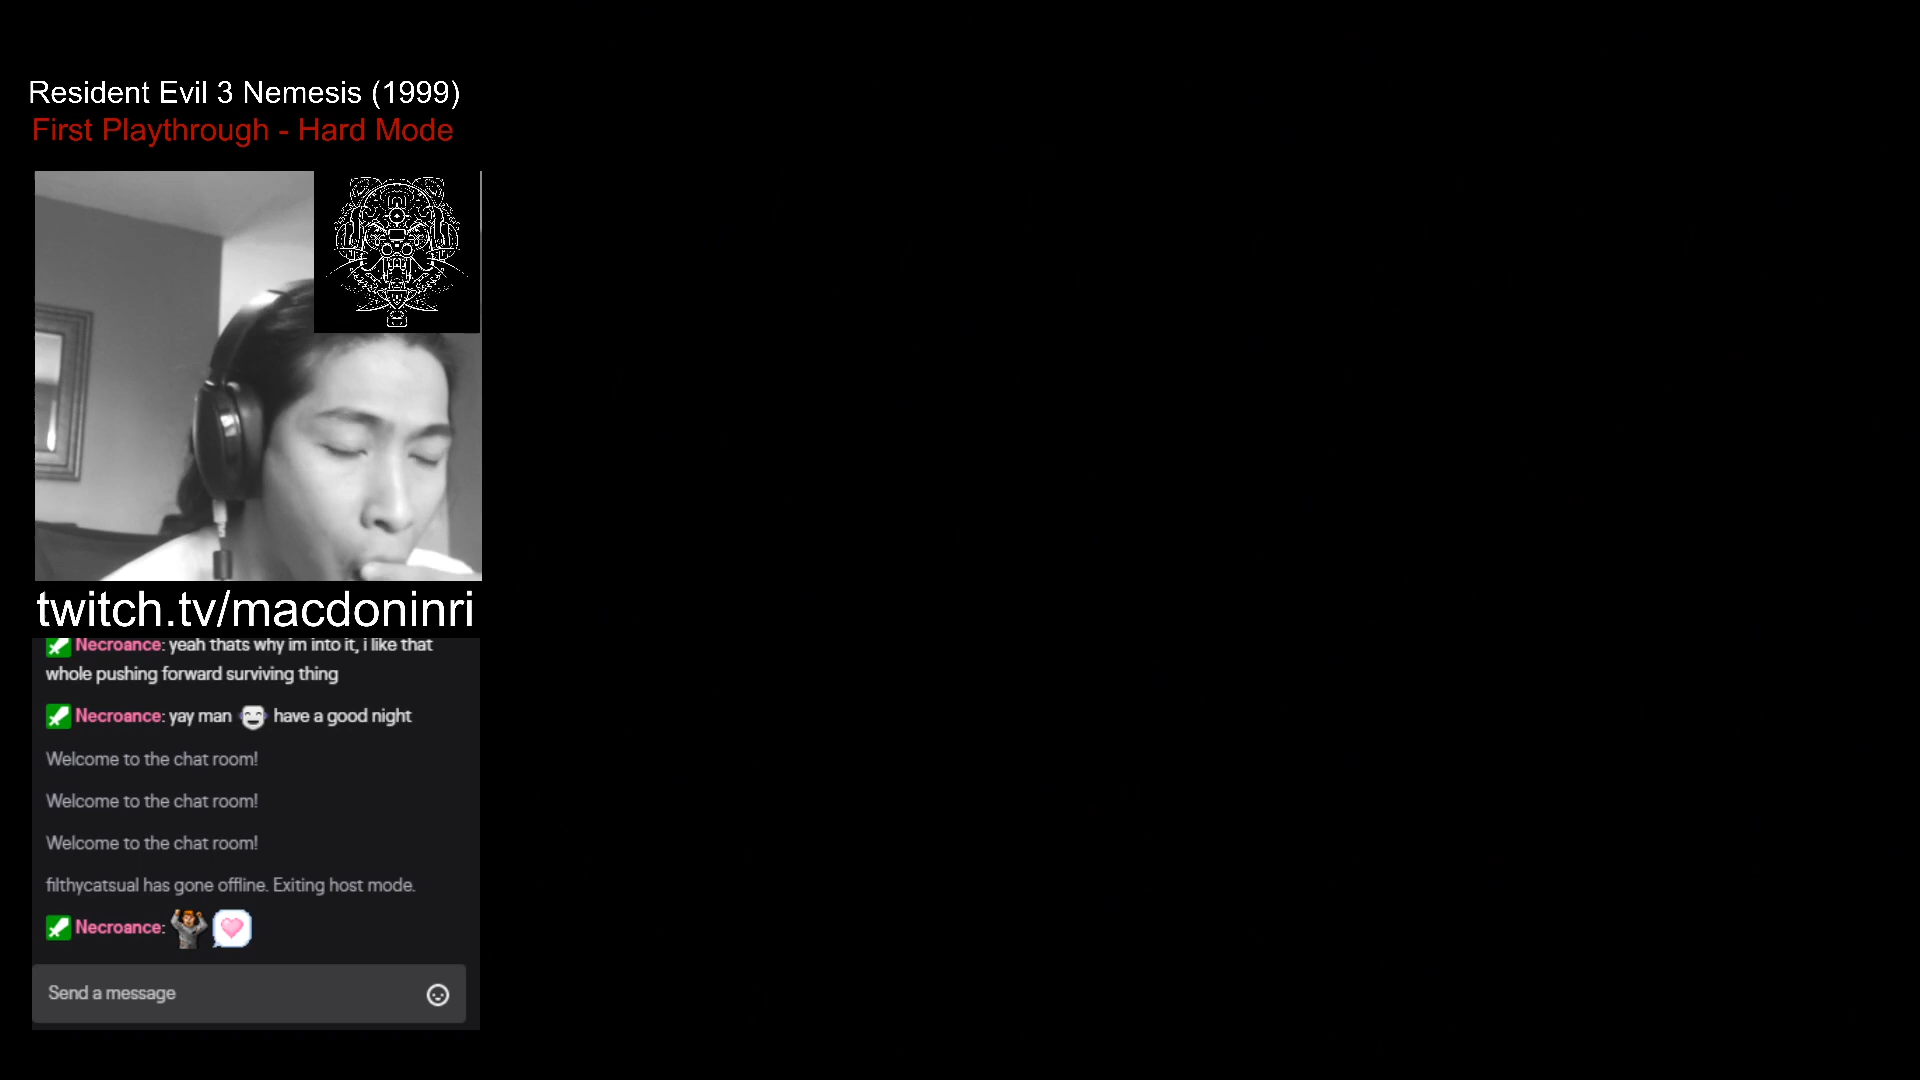 Resident Evil 3 Nemesis (1999)
First Playthrough - Hard Mode
twitch.tv/macdoninri
Necroance: yeah thats why im into it, i like that
whole pushing forward surviving thing
Necroance: yay man have a good night
Welcome to the chat room!
Welcome to the chat room!
Welcome to the chat room!
filthycatsual has gone offline. Exiting host mode.
Necroance:
Send a message